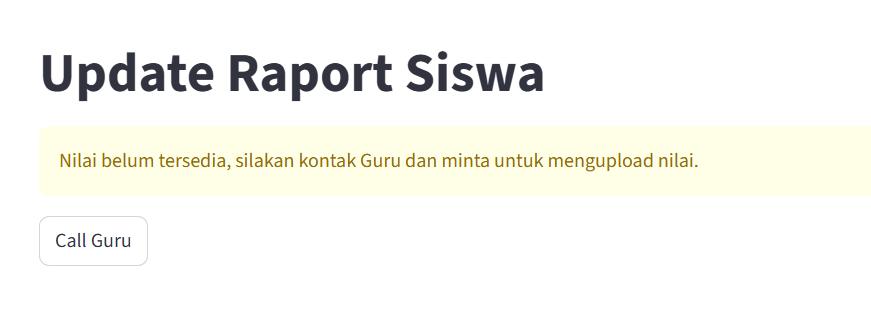 Update Raport Siswa
Nilai belum tersedia, silakan kontak Guru dan minta untuk mengupload nilai.
Call Guru